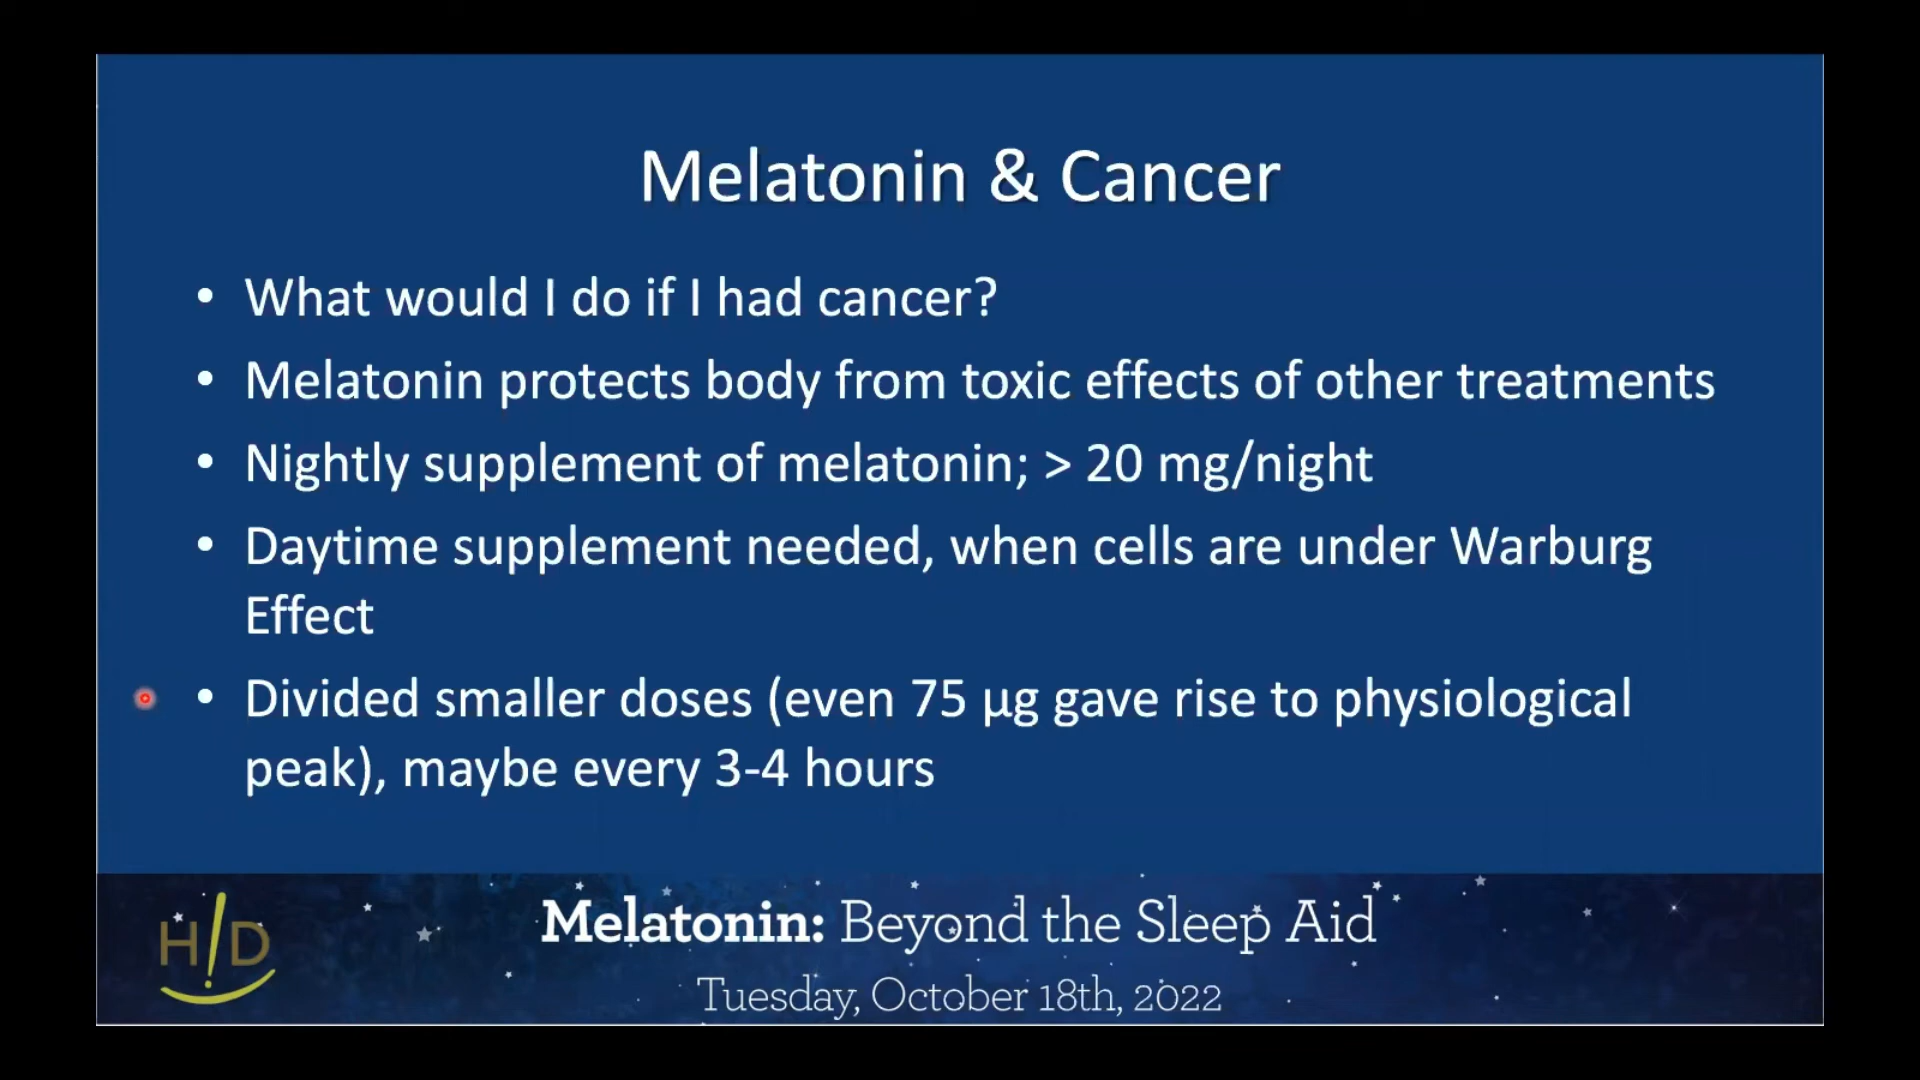 Melatonin & Cancer
• What would I do if I had cancer?
• Melatonin protects body from toxic effects of other treatments
• Nightly supplement of melatonin; > 20 mg/night
• Daytime supplement needed, when cells are under Warburg
Effect
• Divided smaller doses (even 75 µg gave rise to physiological
peak), maybe every 3-4 hours
H!D
Melatonin: Beyond the Sleep Aid
Tuesday, October 18th, 2022